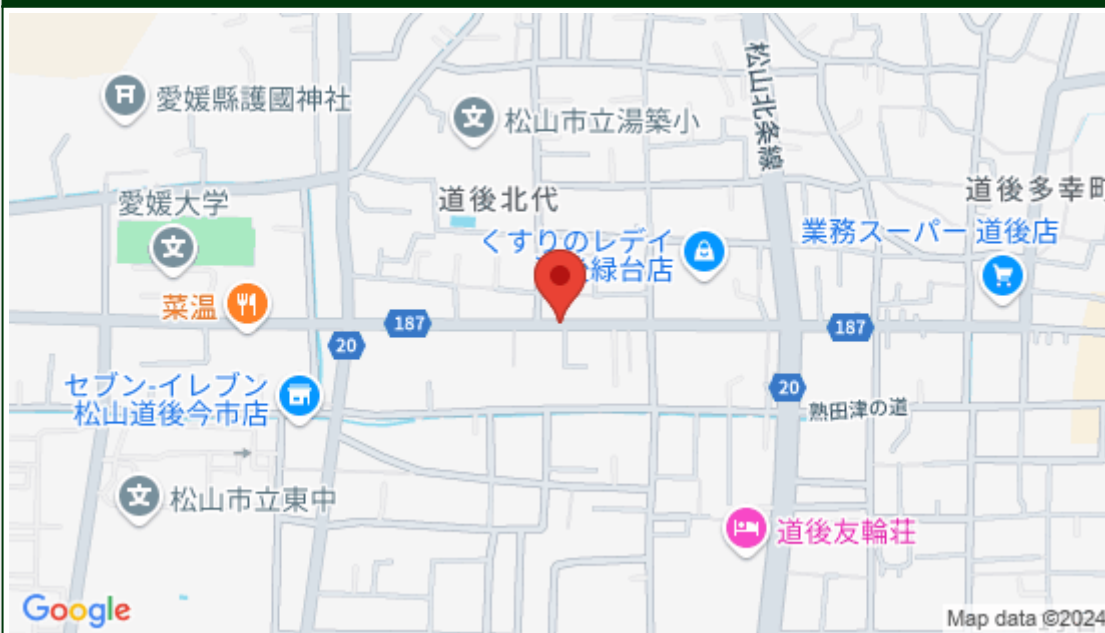 愛媛縣護國神社
松山市立湯築小
松山北条線
愛媛大学
道後北代
道後多幸町
くすりのレデイ
緑台店
業務スーパー 道後店
菜温
187
187
20
セブン-イレブン
松山道後今市店
20
熟田津の道
松山市立東中
道後友輪荘
Google
Map data ©2024